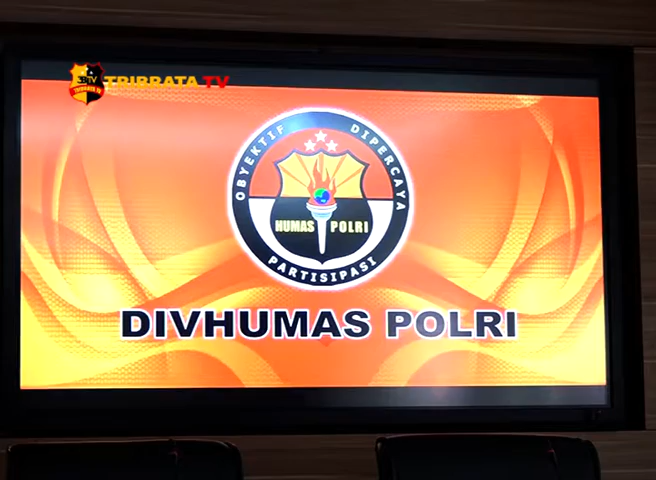 TRIBRATA TV
OBYEKTIF DIPERCAYA
HUMAS POLRI
PARTISIPASI
DIVHUMAS POLRI